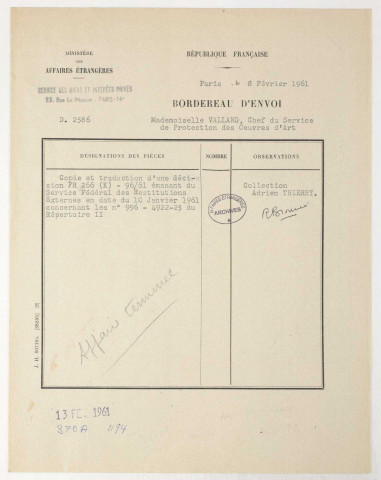 MINISTÈRE
DES
AFFAIRES ÉTRANGÈRES
SERVICE DES BIENS ET INTÉRÊTS PRIVÉS
RÉPUBLIQUE FRANÇAISE
Paris le 8 Février 1961
BORDEREAU D'ENVOI
D. 2586
Mademoiselle VALLAND, Chef du Service
de Protection des Oeuvres d'Art
DESIGNATIONS DES PIÈCES
NOMBRE
OBSERVATIONS
Copie et traduction d'une déci-
sion FR 266 (K) - 96/61 émanant du
Service Fédéral des Restitutions
Externes en date du 10 Janvier 1961
concernant les n° 996 - 4922-23 du
Répertoire II
ARCHIVES
Collection
Adrien THIERRY.
Affaire terminée
13 FE. 1961